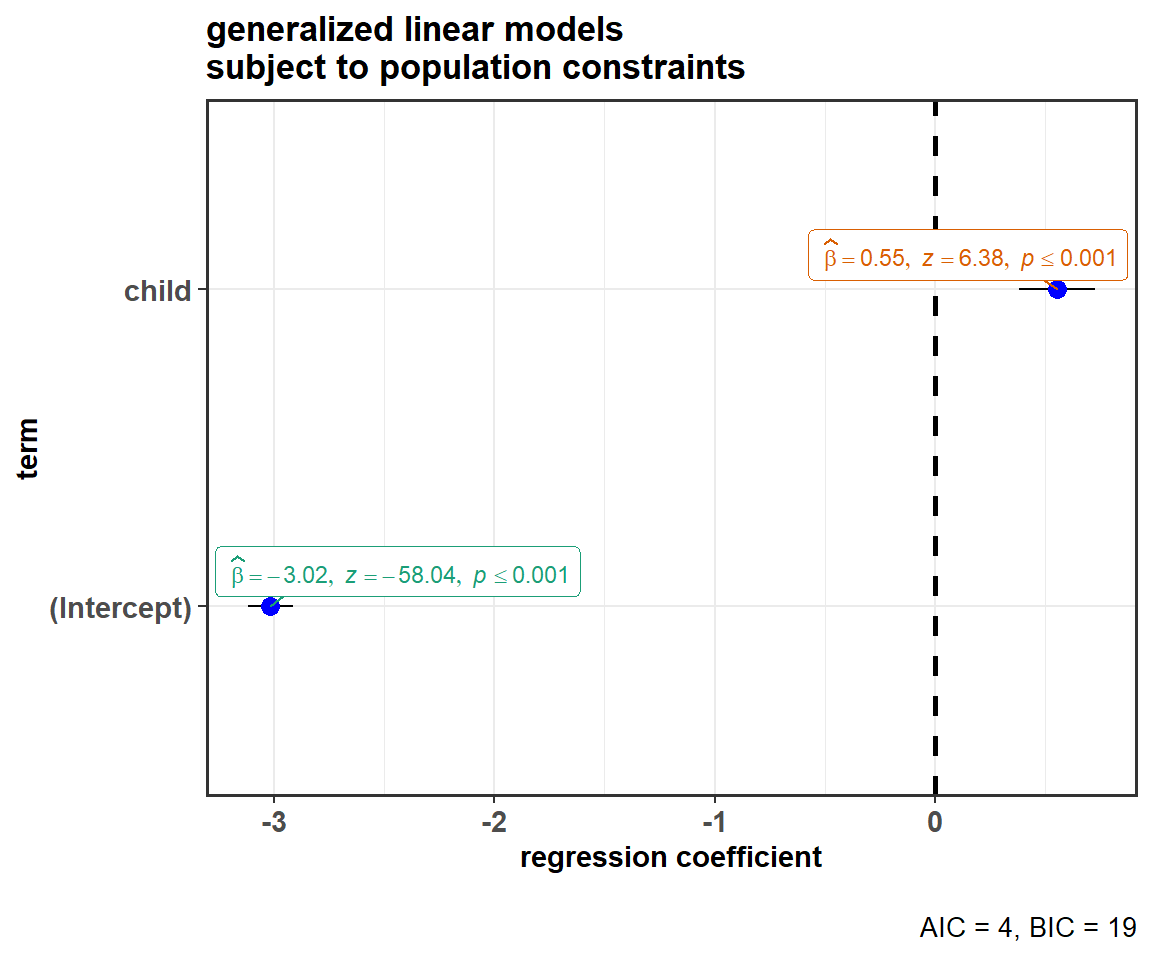 generalized linear models
subject to population constraints
term
child
β̂ = 0.55, z = 6.38, p ≤ 0.001
β̂ = −3.02, z = −58.04, p ≤ 0.001
(Intercept)
-3 -2 -1 0
regression coefficient
AIC = 4, BIC = 19